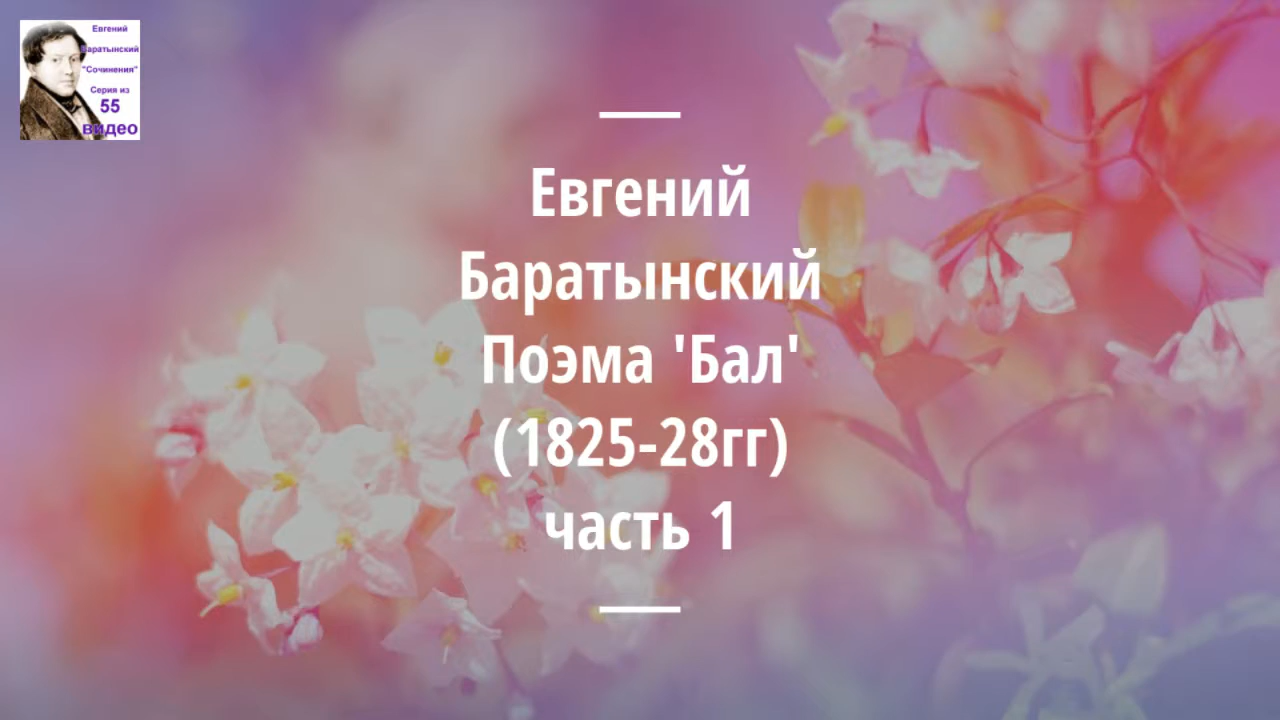 Евгений
Баратынский
"Сочинения"
Серия из
55
видео
Евгений
Баратынский
Поэма 'Бал'
(1825-28гг)
часть 1